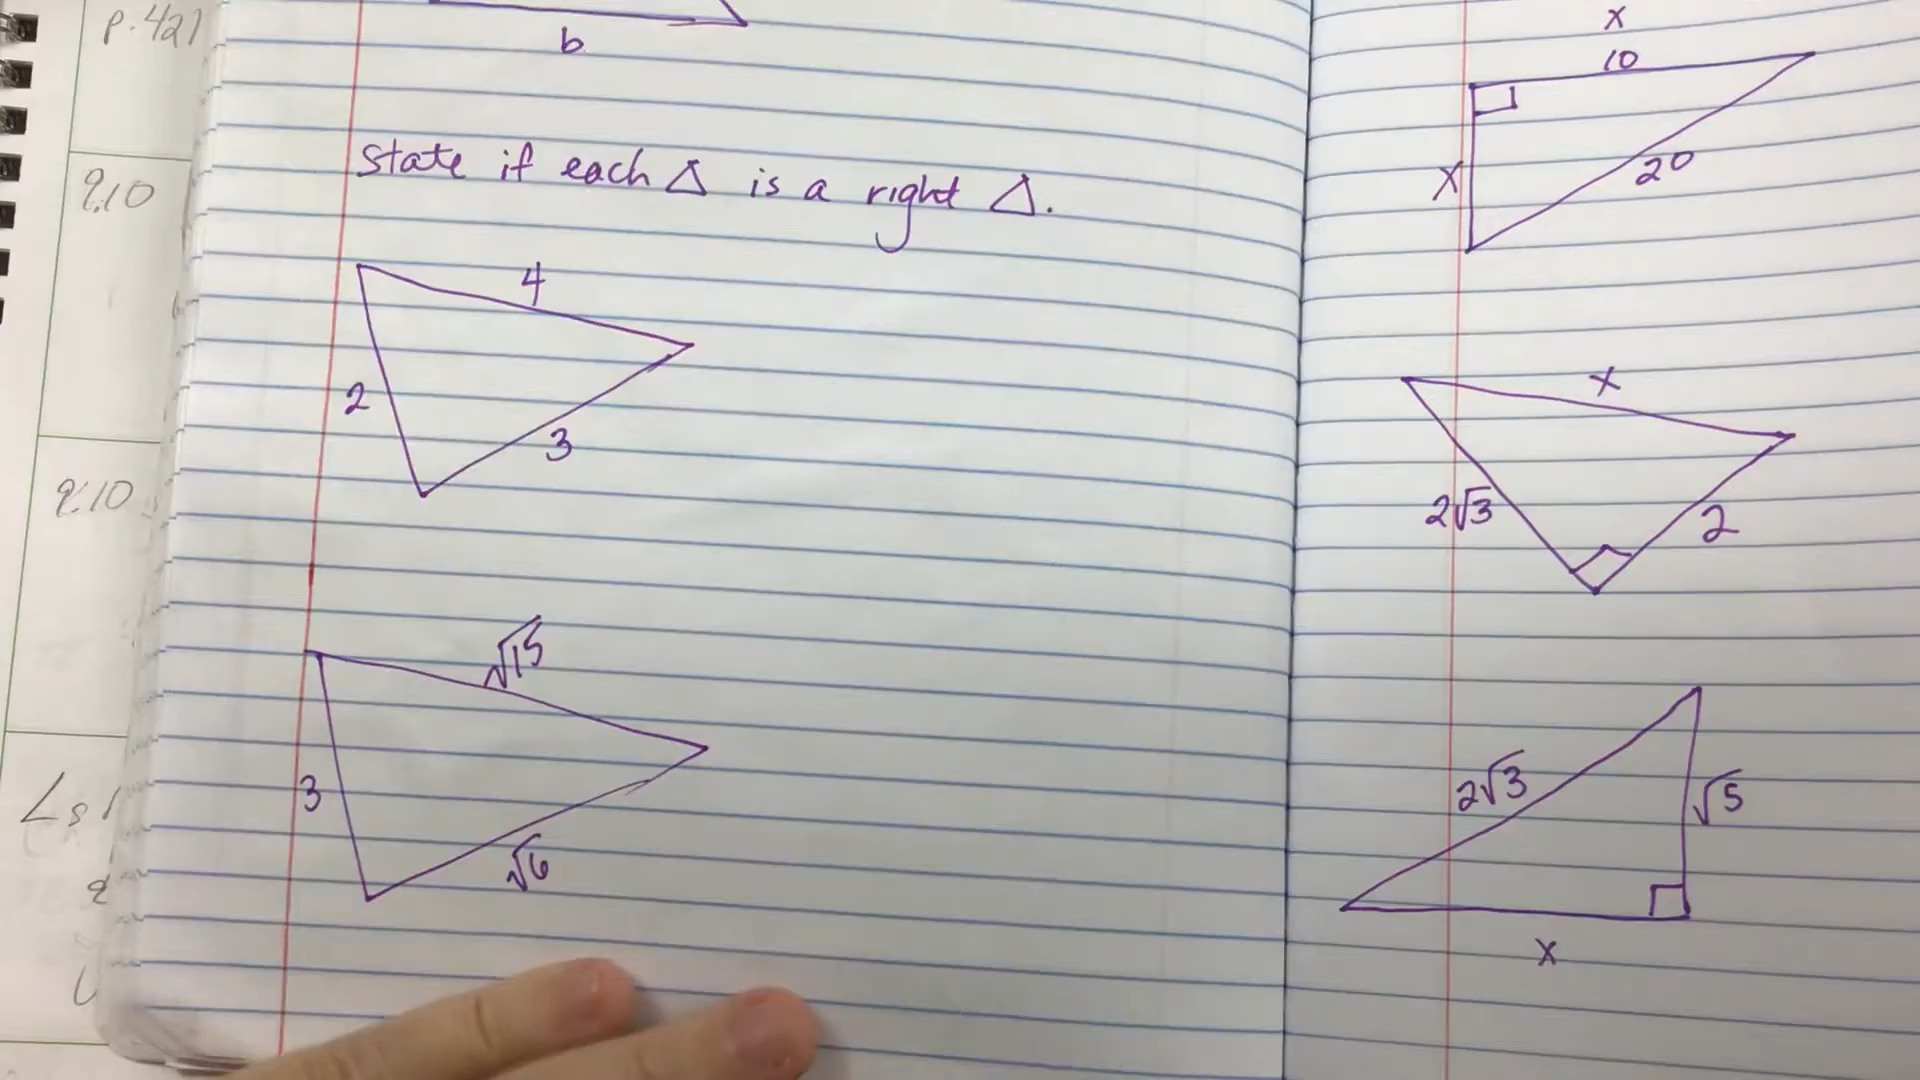 p.421
9.10
9.10
b
State if each △ is a right △.
4
2
3
√15
3
√6
x
10
x
20
x
2√3
2
2√3
√5
x